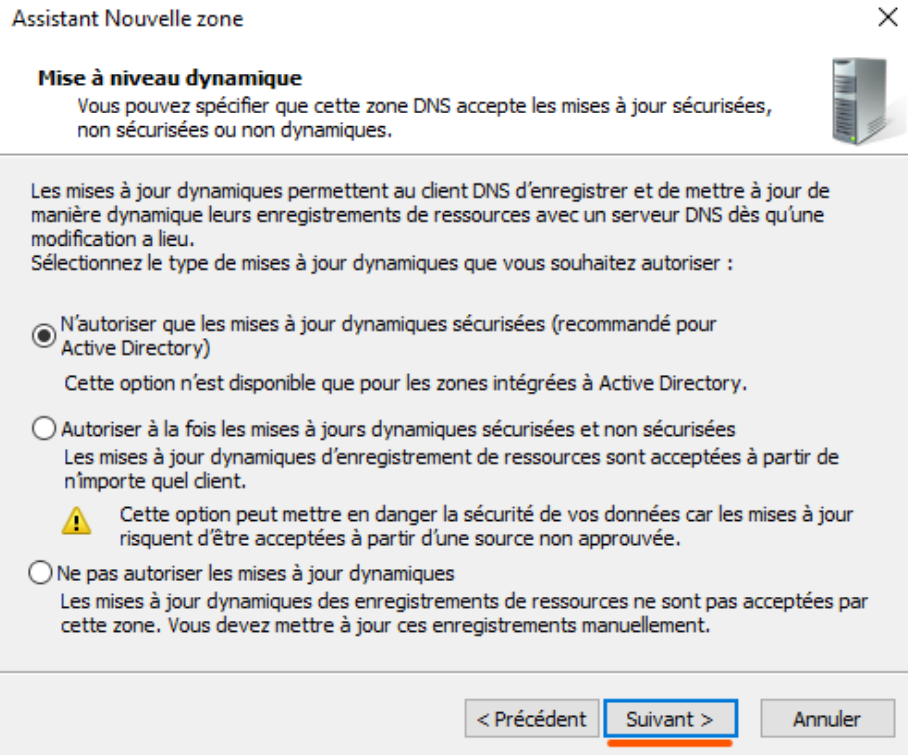 Assistant Nouvelle zone
Mise à niveau dynamique
Vous pouvez spécifier que cette zone DNS accepte les mises à jour sécurisées,
non sécurisées ou non dynamiques.
Les mises à jour dynamiques permettent au client DNS d'enregistrer et de mettre à jour de
manière dynamique leurs enregistrements de ressources avec un serveur DNS dès qu'une
modification a lieu.
Sélectionnez le type de mises à jour dynamiques que vous souhaitez autoriser :
N'autoriser que les mises à jour dynamiques sécurisées (recommandé pour
Active Directory)
Cette option n'est disponible que pour les zones intégrées à Active Directory.
Autoriser à la fois les mises à jours dynamiques sécurisées et non sécurisées
Les mises à jour dynamiques d'enregistrement de ressources sont acceptées à partir de
n'importe quel client.
Cette option peut mettre en danger la sécurité de vos données car les mises à jour
risquent d'être acceptées à partir d'une source non approuvée.
Ne pas autoriser les mises à jour dynamiques
Les mises à jour dynamiques des enregistrements de ressources ne sont pas acceptées par
cette zone. Vous devez mettre à jour ces enregistrements manuellement.
< Précédent Suivant > Annuler